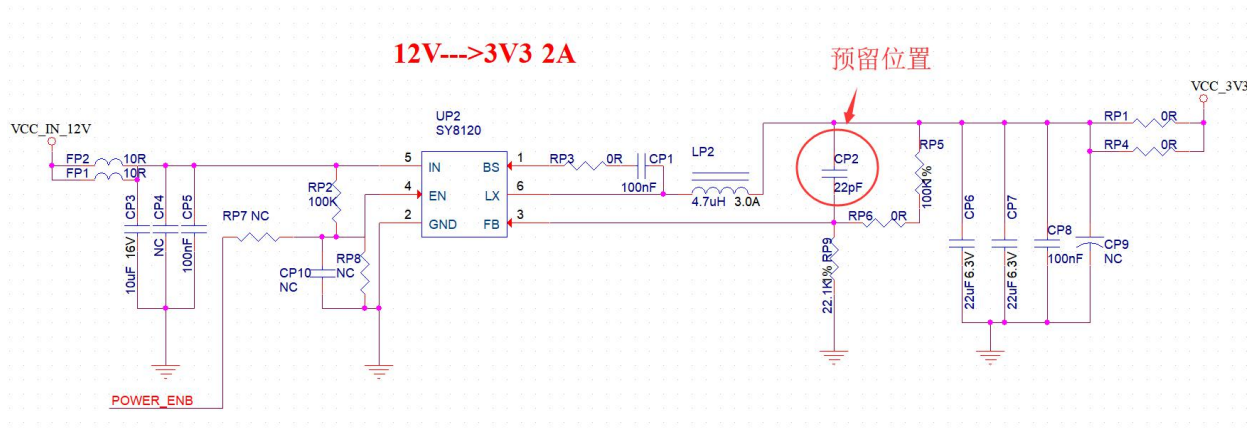 12V--->3V3 2A
预留位置
VCC_3V3
VCC_IN_12V
UP2
SY8120
FP2 10R
FP1 10R
5 IN BS 1
4 EN LX 6
2 GND FB 3
RP3 0R
CP1
100nF
LP2
4.7uH 3.0A
CP2
22pF
RP5
100K 1%
RP6 0R
RP9
22.1K 1%
RP1 0R
RP4 0R
CP3
10uF 16V
CP4
NC
CP5
100nF
RP2
100K
RP7 NC
RP8
NC
CP10
NC
CP6
22uF 6.3V
CP7
22uF 6.3V
CP8
100nF
CP9
NC
POWER_ENB